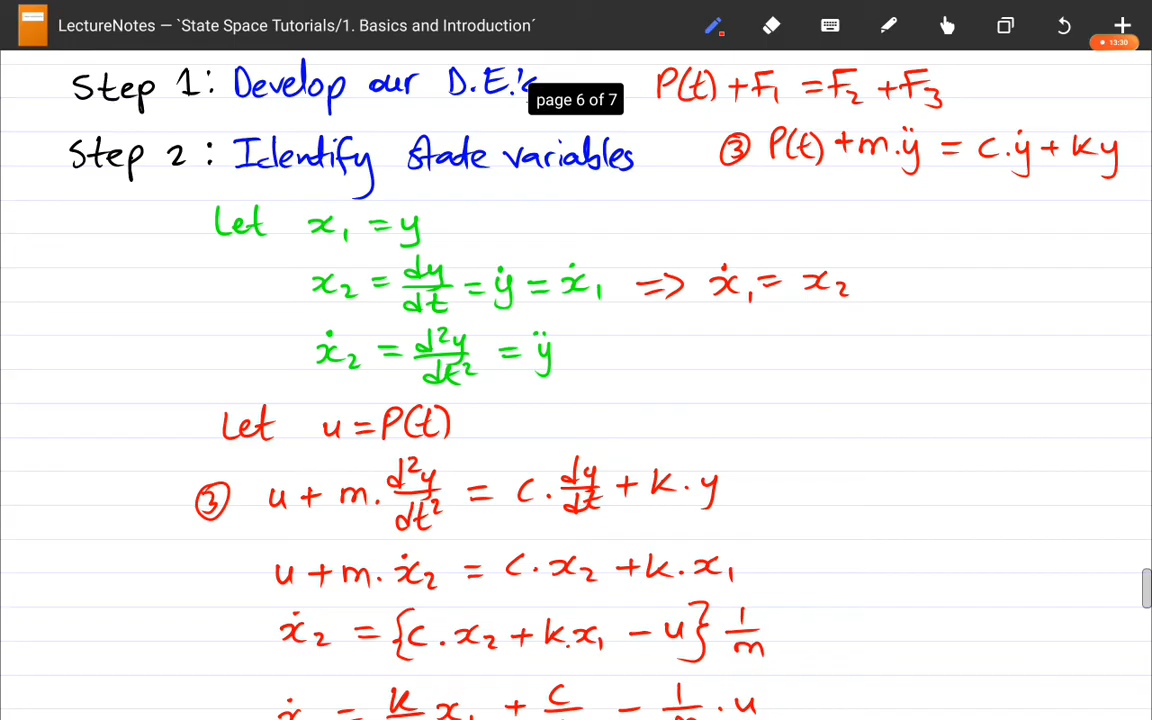 LectureNotes — `State Space Tutorials/1. Basics and Introduction´
13:30
page 6 of 7
Step 1: Develop our D.E.'s
P(t) + F₁ = F₂ + F₃
Step 2: Identify state variables
③ P(t) + m.ÿ = c.ẏ + ky
Let x₁ = y
x₂ = dy/dt = ẏ = ẋ₁ => ẋ₁ = x₂
ẋ₂ = d²y/dt² = ÿ
Let u = P(t)
③ u + m. d²y/dt² = c. dy/dt + k.y
u + m.ẋ₂ = c.x₂ + k.x₁
ẋ₂ = {c.x₂ + k.x₁ - u} 1/m